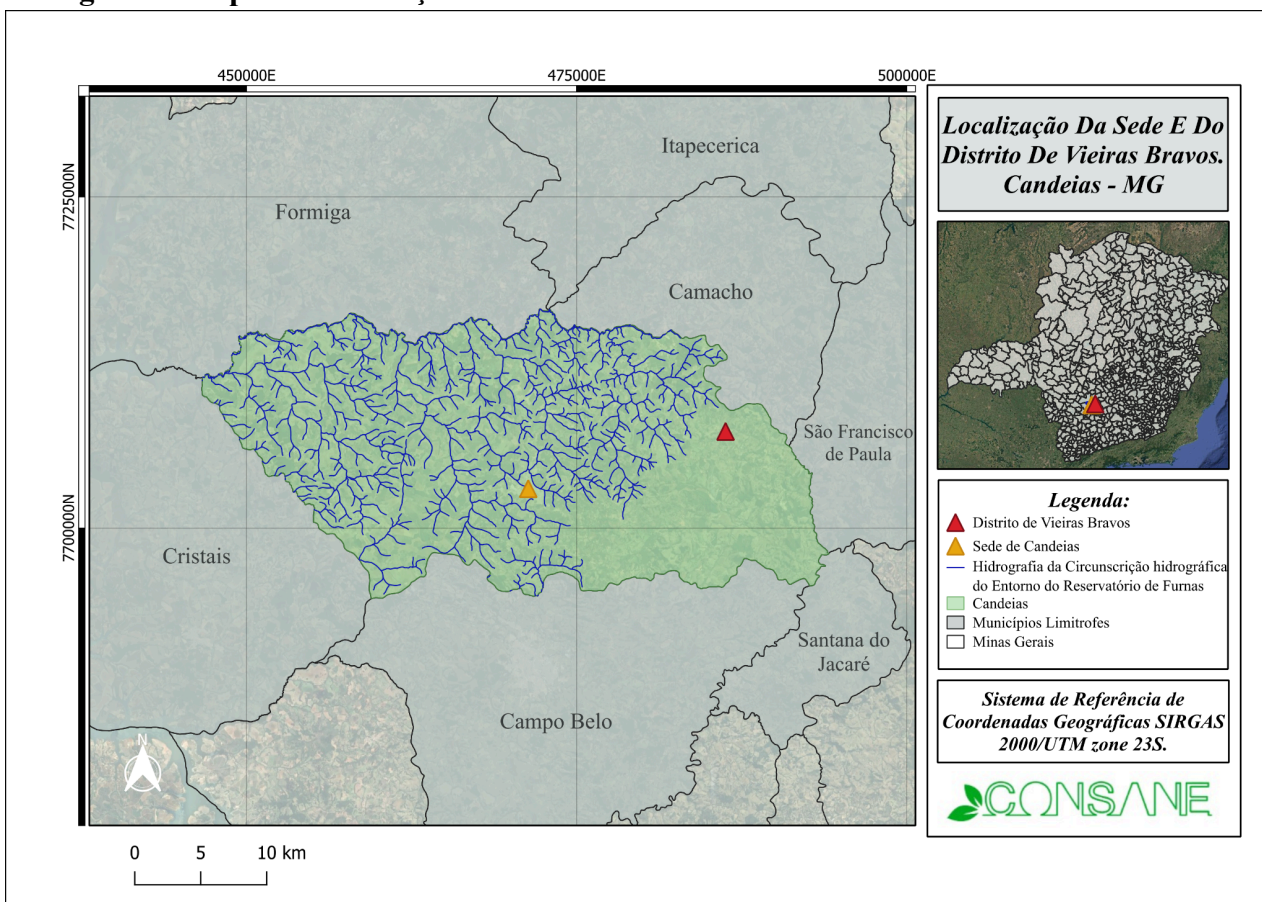 450000E
475000E
500000E
7725000N
7700000N
Itapecerica
Formiga
Camacho
São Francisco
de Paula
Cristais
Santana do
Jacaré
Campo Belo
N
0 5 10 km
Localização Da Sede E Do
Distrito De Vieiras Bravos.
Candeias - MG
Legenda:
Distrito de Vieiras Bravos
Sede de Candeias
Hidrografia da Circunscrição hidrográfica
do Entorno do Reservatório de Furnas
Candeias
Municípios Limitrofes
Minas Gerais
Sistema de Referência de
Coordenadas Geográficas SIRGAS
2000/UTM zone 23S.
CONSANE